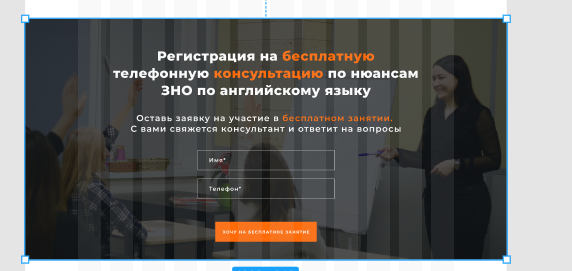 Регистрация на бесплатную
телефонную консультацию по нюансам
ЗНО по английскому языку
Оставь заявку на участие в бесплатном занятии.
С вами свяжется консультант и ответит на вопросы
Имя*
Телефон*
ХОЧУ НА БЕСПЛАТНОЕ ЗАНЯТИЕ